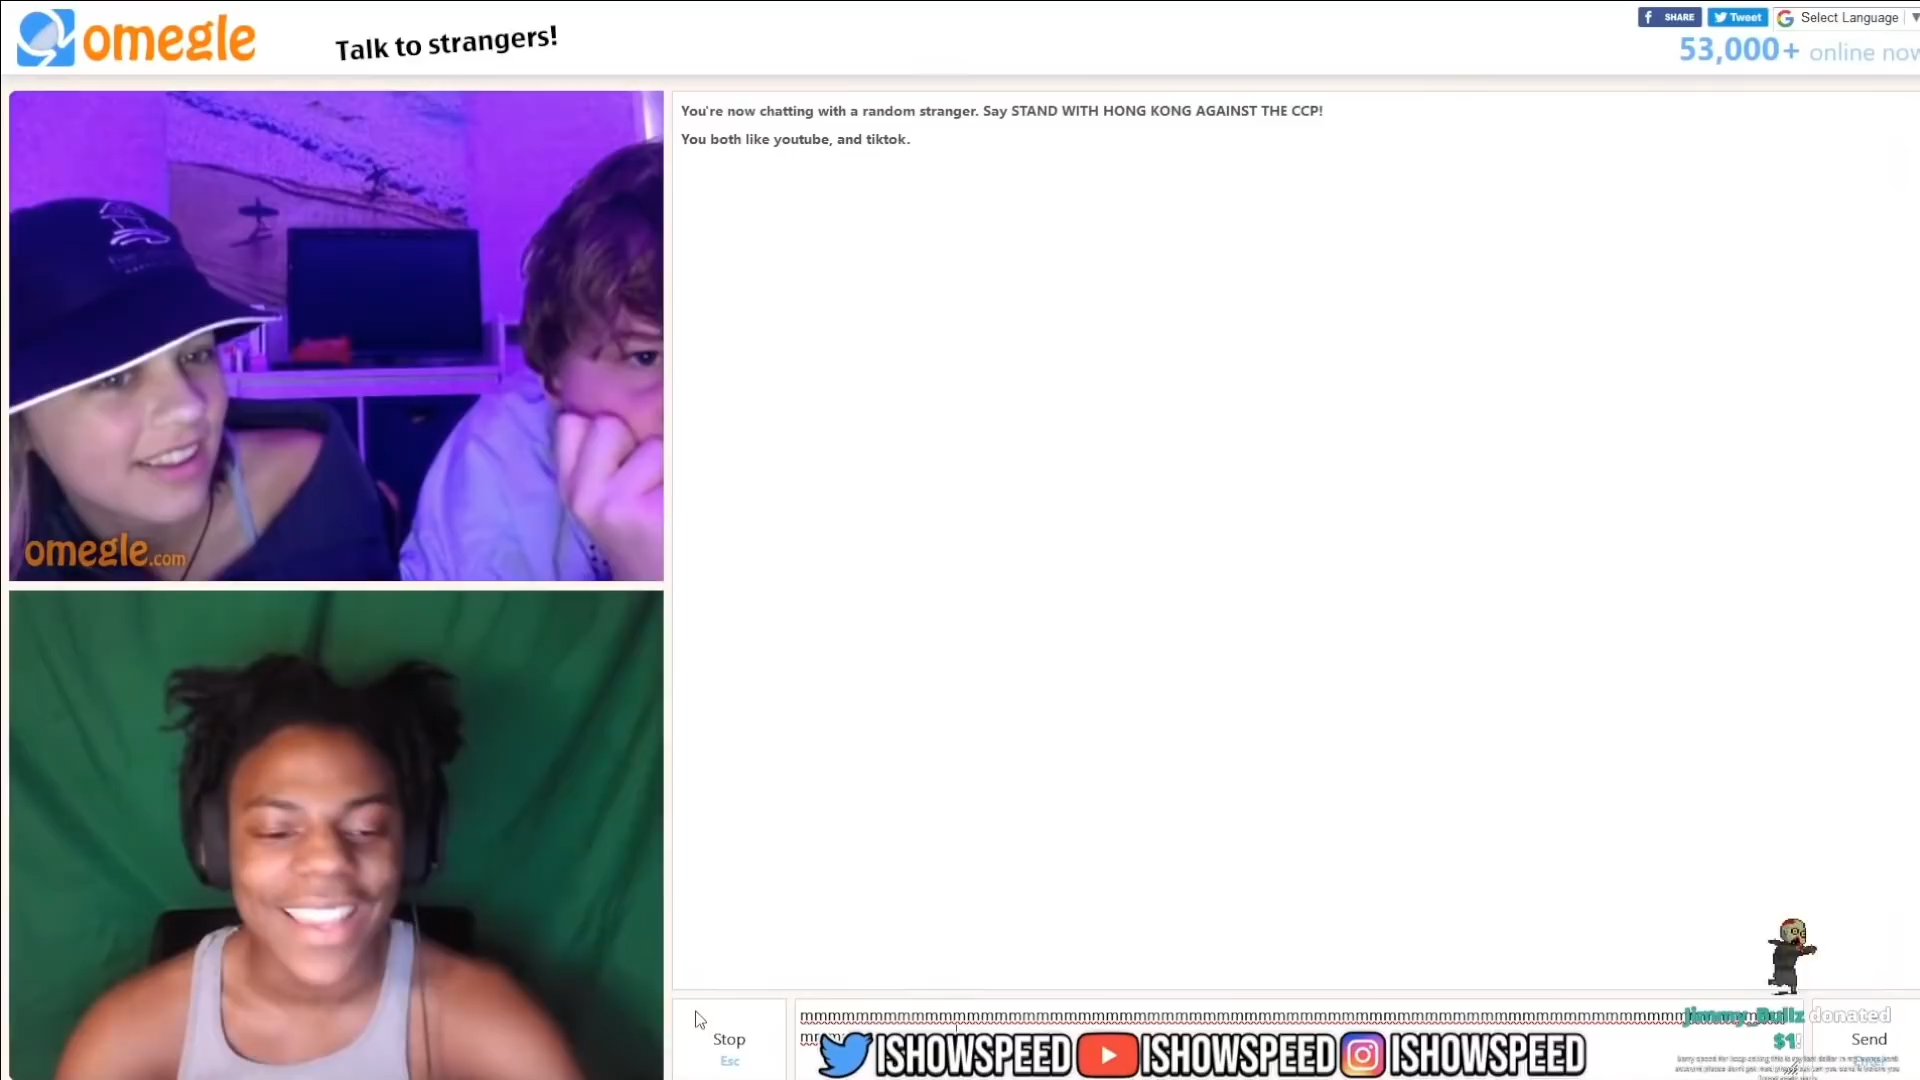 omegle
Talk to strangers!
SHARE
Tweet
Select Language
53,000+ online now
You're now chatting with a random stranger. Say STAND WITH HONG KONG AGAINST THE CCP!
You both like youtube, and tiktok.
omegle.com
Stop
Esc
Jimmy_Bullz donated
$1!
Send
ISHOWSPEED
ISHOWSPEED
ISHOWSPEED